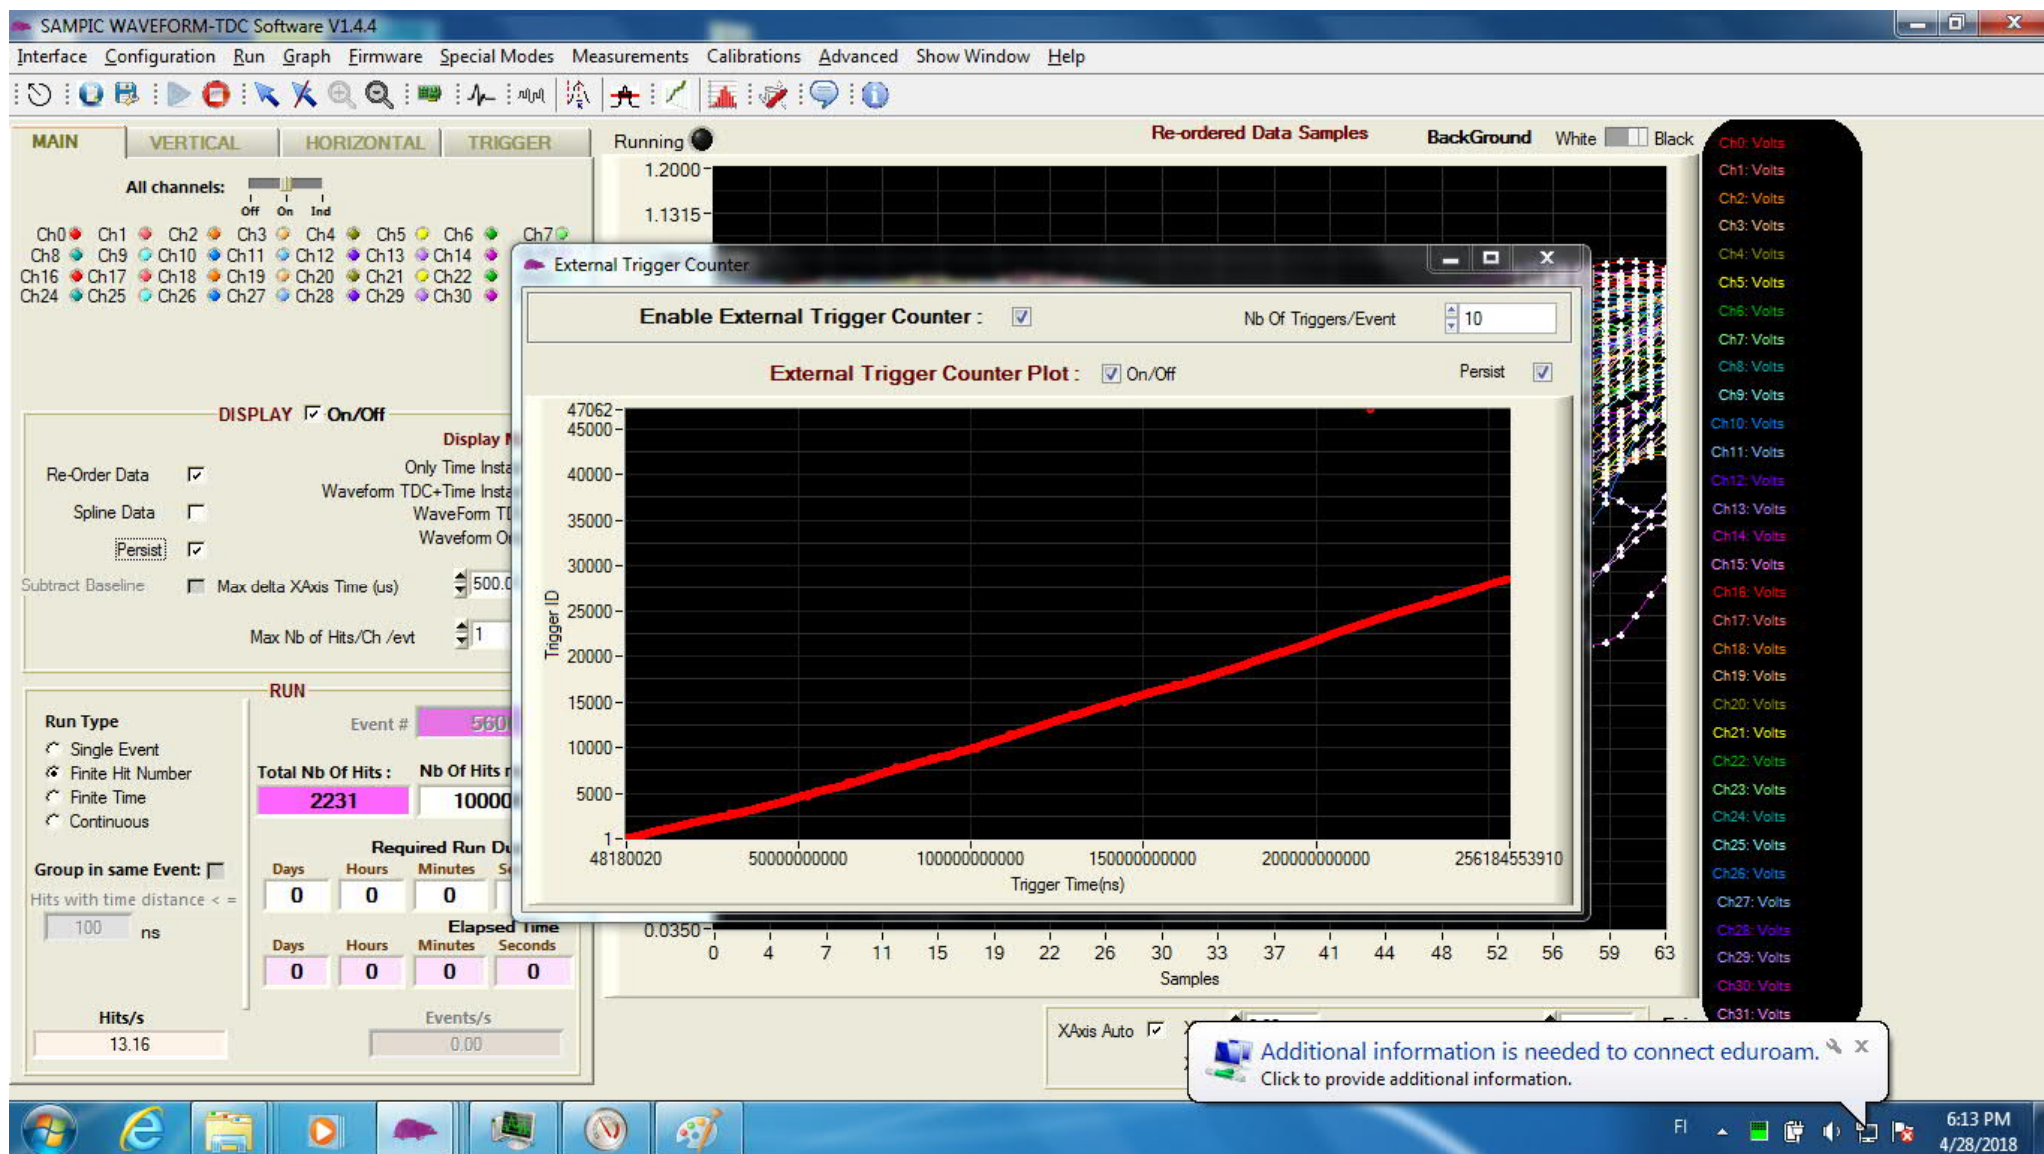 SAMPIC WAVEFORM-TDC Software V1.4.4
Interface Configuration Run Graph Firmware Special Modes Measurements Calibrations Advanced Show Window Help
MAIN VERTICAL HORIZONTAL TRIGGER
Running
Re-ordered Data Samples
BackGround White Black
All channels:
Off On Ind
Ch0 Ch1 Ch2 Ch3 Ch4 Ch5 Ch6 Ch7
Ch8 Ch9 Ch10 Ch11 Ch12 Ch13 Ch14
Ch16 Ch17 Ch18 Ch19 Ch20 Ch21 Ch22
Ch24 Ch25 Ch26 Ch27 Ch28 Ch29 Ch30
DISPLAY On/Off
Display
Re-Order Data
Only Time
Waveform TDC+Time
Spline Data
WaveForm
Persist
Waveform
Subtract Baseline
Max delta XAxis Time (us) 500.0
Max Nb of Hits/Ch /evt 1
RUN
Run Type
Single Event
Finite Hit Number
Finite Time
Continuous
Event #
Total Nb Of Hits : Nb Of Hits
2231 10000
Required Run
Days Hours Minutes
0 0 0
Group in same Event:
Hits with time distance < =
100 ns
Elapsed Time
Days Hours Minutes Seconds
0 0 0 0
Hits/s Events/s
13.16 0.00
1.2000
1.1315
0.0350
0 4 7 11 15 19 22 26 30 33 37 41 44 48 52 56 59 63
Samples
XAxis Auto
External Trigger Counter
Enable External Trigger Counter :
Nb Of Triggers/Event 10
External Trigger Counter Plot : On/Off
Persist
47062
45000
40000
35000
30000
25000
20000
15000
10000
5000
1
Trigger ID
48180020 50000000000 100000000000 150000000000 200000000000 256184553910
Trigger Time(ns)
Ch0: Volts
Ch1: Volts
Ch2: Volts
Ch3: Volts
Ch4: Volts
Ch5: Volts
Ch6: Volts
Ch7: Volts
Ch8: Volts
Ch9: Volts
Ch10: Volts
Ch11: Volts
Ch12: Volts
Ch13: Volts
Ch14: Volts
Ch15: Volts
Ch16: Volts
Ch17: Volts
Ch18: Volts
Ch19: Volts
Ch20: Volts
Ch21: Volts
Ch22: Volts
Ch23: Volts
Ch24: Volts
Ch25: Volts
Ch26: Volts
Ch27: Volts
Ch28: Volts
Ch29: Volts
Ch30: Volts
Ch31: Volts
Additional information is needed to connect eduroam.
Click to provide additional information.
FI
6:13 PM
4/28/2018